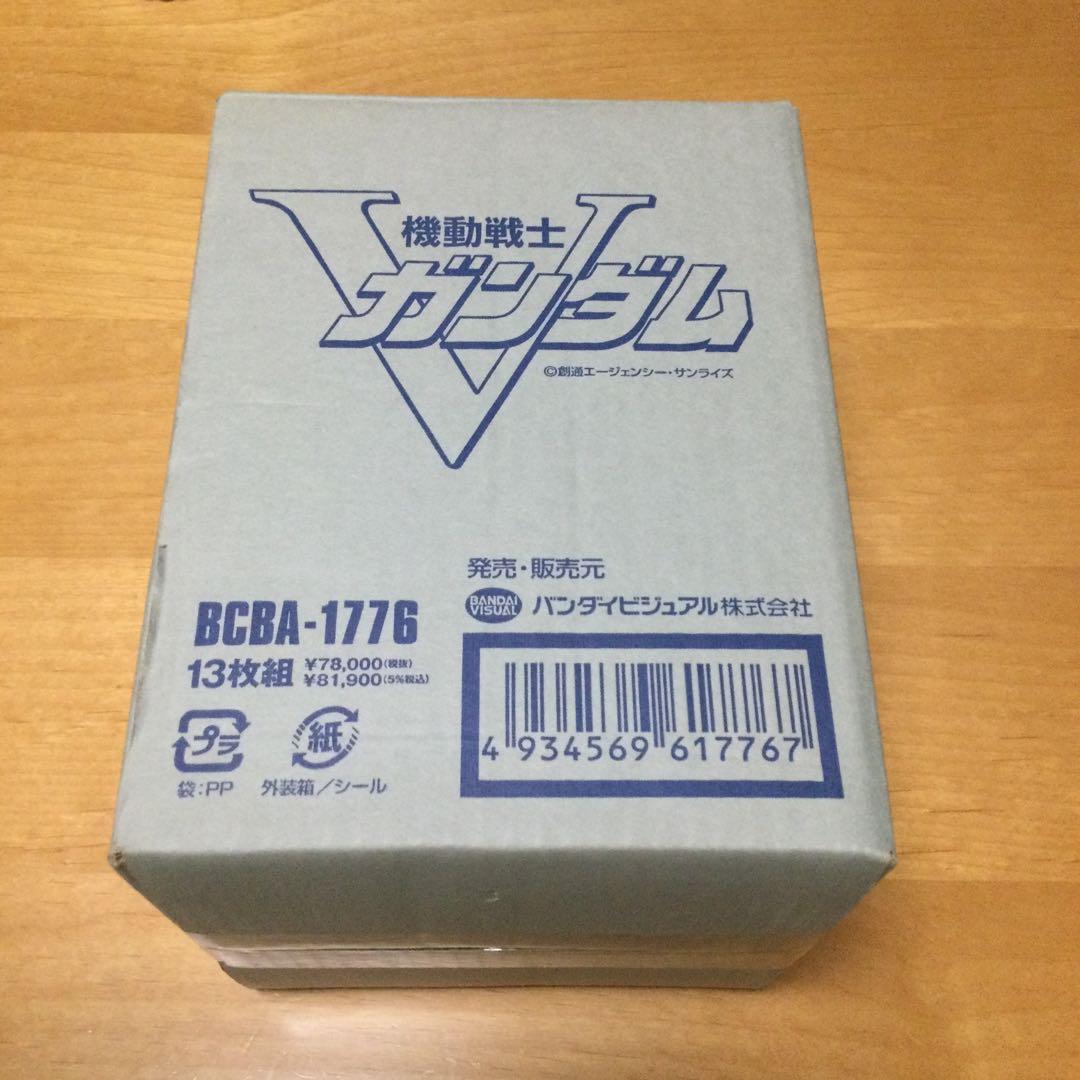 機動戦士
Vガンダム
©創通エージェンシー・サンライズ
発売・販売元
BANDAI VISUAL バンダイビジュアル株式会社
BCBA-1776
13枚組 ¥78,000(税抜)
¥81,900(5%税込)
プラ
紙
袋:PP
外装箱/シール
4 934569 617767